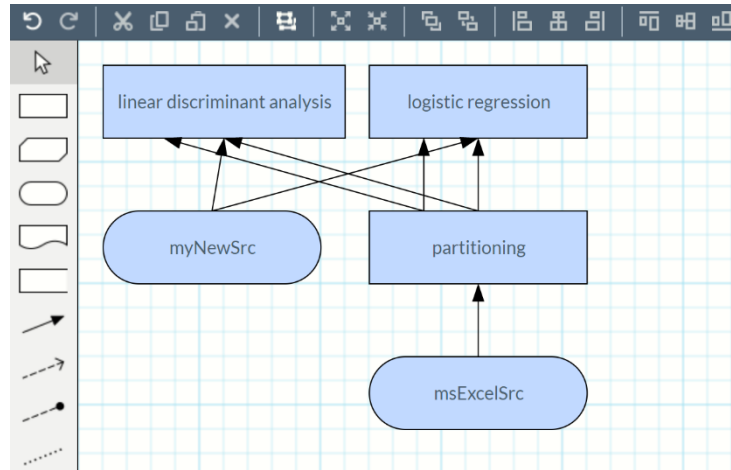 linear discriminant analysis
logistic regression
myNewSrc
partitioning
msExcelSrc